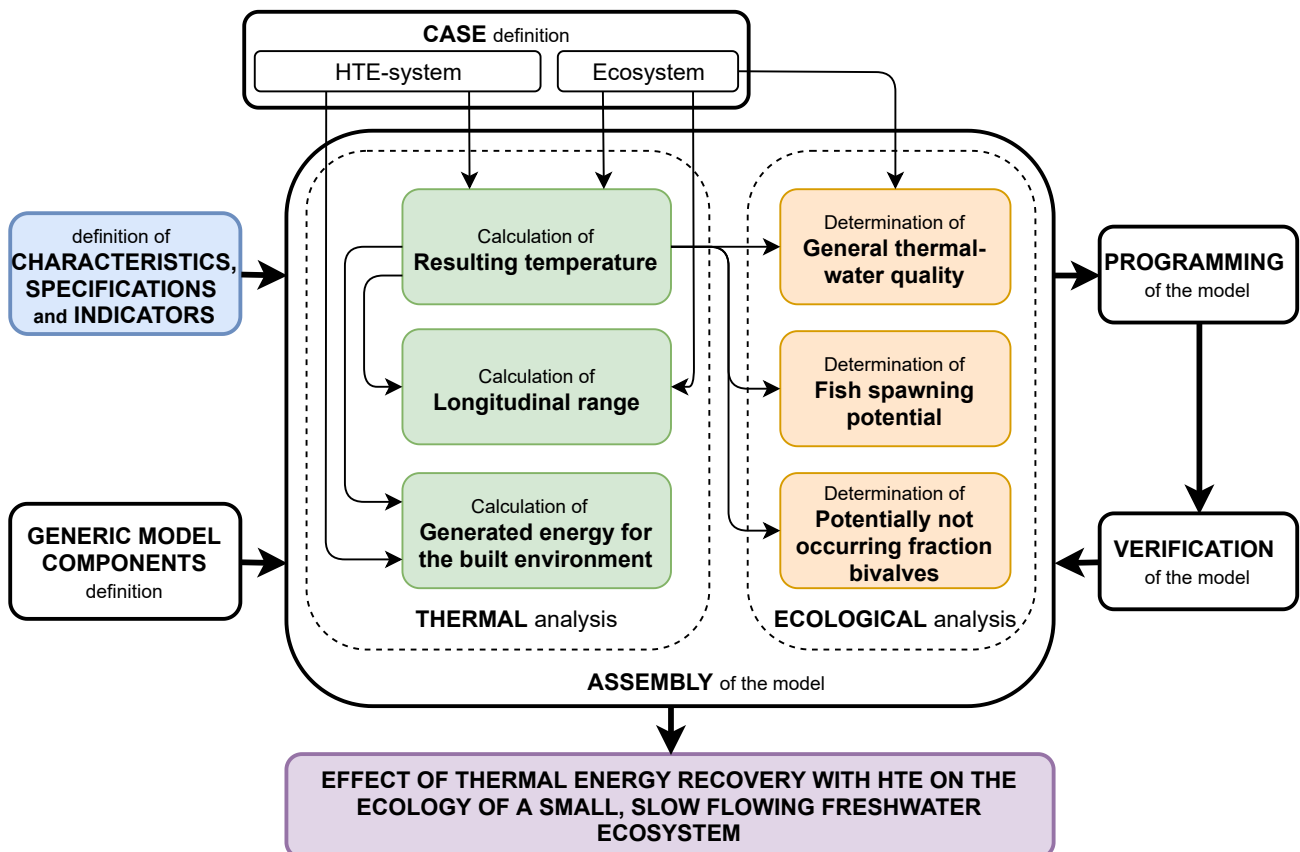 CASE definition
HTE-system
Ecosystem
definition of
CHARACTERISTICS,
SPECIFICATIONS
and INDICATORS
GENERIC MODEL
COMPONENTS
definition
Calculation of
Resulting temperature
Calculation of
Longitudinal range
Calculation of
Generated energy for
the built environment
THERMAL analysis
Determination of
General thermal-
water quality
Determination of
Fish spawning
potential
Determination of
Potentially not
occurring fraction
bivalves
ECOLOGICAL analysis
ASSEMBLY of the model
PROGRAMMING
of the model
VERIFICATION
of the model
EFFECT OF THERMAL ENERGY RECOVERY WITH HTE ON THE
ECOLOGY OF A SMALL, SLOW FLOWING FRESHWATER
ECOSYSTEM